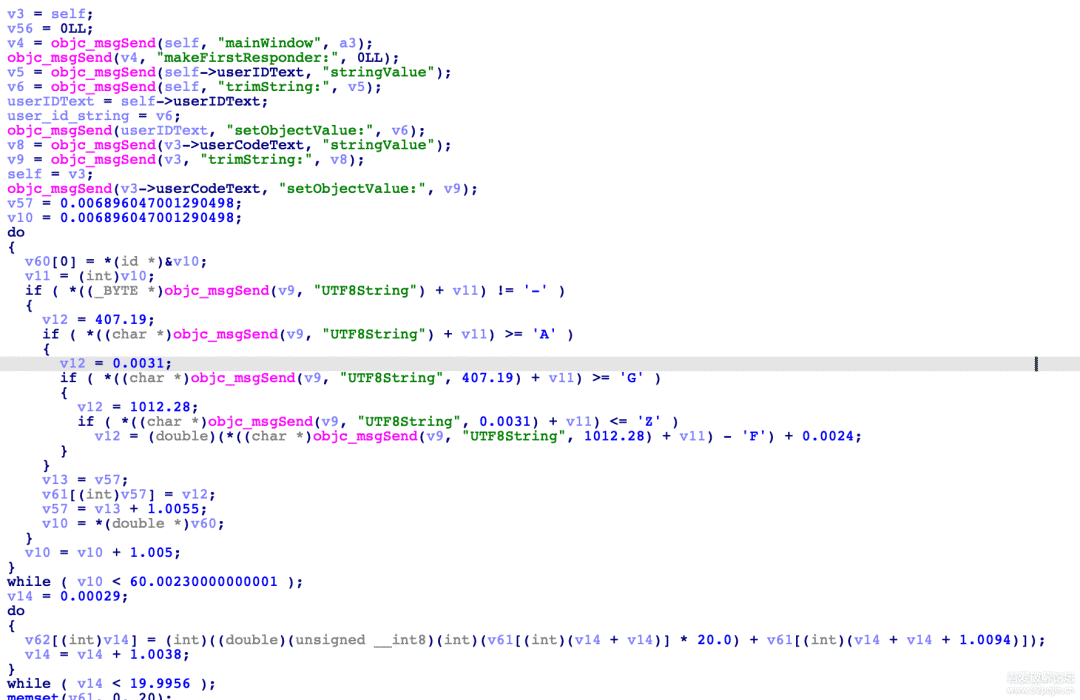 v3 = self;
v56 = 0LL;
v4 = objc_msgSend(self, "mainWindow", a3);
objc_msgSend(v4, "makeFirstResponder:", 0LL);
v5 = objc_msgSend(self->userIDText, "stringValue");
v6 = objc_msgSend(self, "trimString:", v5);
userIDText = self->userIDText;
user_id_string = v6;
objc_msgSend(userIDText, "setObjectValue:", v6);
v8 = objc_msgSend(v3->userCodeText, "stringValue");
v9 = objc_msgSend(v3, "trimString:", v8);
self = v3;
objc_msgSend(v3->userCodeText, "setObjectValue:", v9);
v57 = 0.006896047001290498;
v10 = 0.006896047001290498;
do
{
  v60[0] = *(id *)&v10;
  v11 = (int)v10;
  if ( *((_BYTE *)objc_msgSend(v9, "UTF8String") + v11) != '-' )
  {
    v12 = 407.19;
    if ( *((char *)objc_msgSend(v9, "UTF8String") + v11) >= 'A' )
    {
      v12 = 0.0031;
      if ( *((char *)objc_msgSend(v9, "UTF8String", 407.19) + v11) >= 'G' )
      {
        v12 = 1012.28;
        if ( *((char *)objc_msgSend(v9, "UTF8String", 0.0031) + v11) <= 'Z' )
          v12 = (double)(*((char *)objc_msgSend(v9, "UTF8String", 1012.28) + v11) - 'F') + 0.0024;
      }
    }
    v13 = v57;
    v61[(int)v57] = v12;
    v57 = v13 + 1.0055;
    v10 = *(double *)v60;
  }
  v10 = v10 + 1.005;
}
while ( v10 < 60.00230000000001 );
v14 = 0.00029;
do
{
  v62[(int)v14] = (int)((double)(unsigned __int8)(int)(v61[(int)(v14 + v14)] * 20.0) + v61[(int)(v14 + v14 + 1.0094)]);
  v14 = v14 + 1.0038;
}
while ( v14 < 19.9956 );
memset(v61, 0, 20);